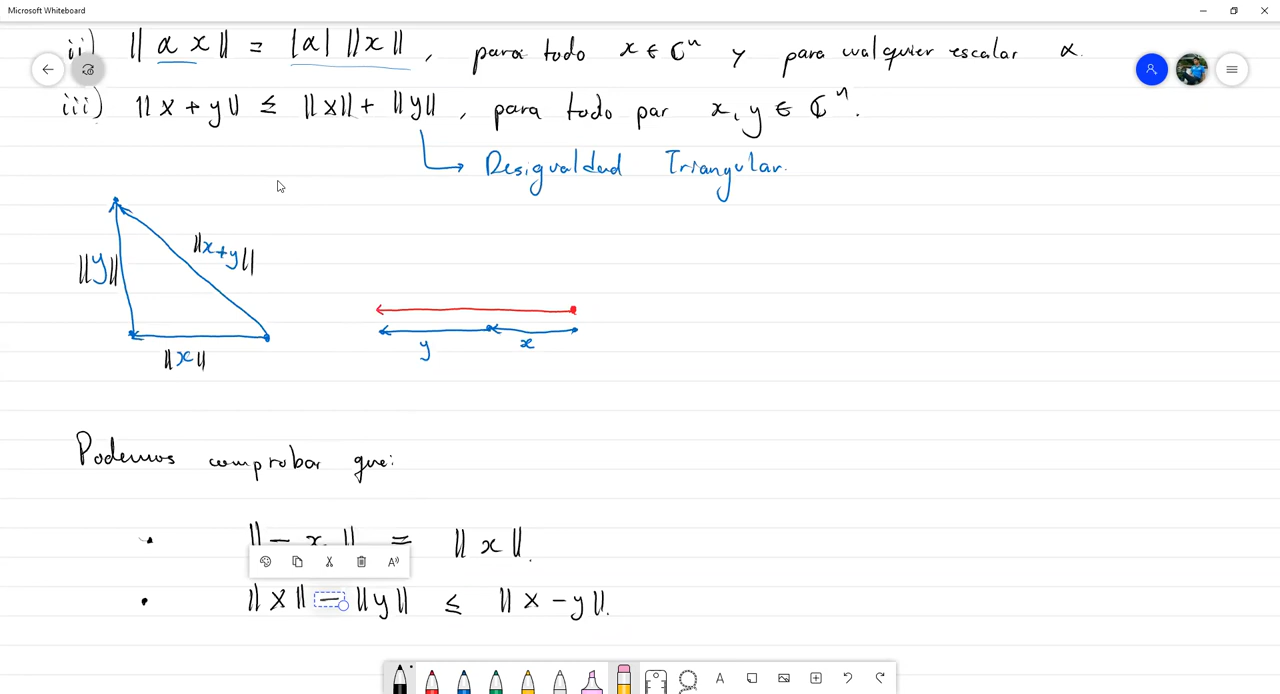 Microsoft Whiteboard
ii) ||α x|| = |α| ||x||, para todo x ∈ ℂⁿ y para cualquier escalar α.
iii) ||x + y|| ≤ ||x|| + ||y||, para todo par x, y ∈ ℂⁿ.
Desigualdad Triangular.
||y|| ||x+y||
||x||
y x
Podemos comprobar que:
· ||- x|| = ||x||.
· ||x|| - ||y|| ≤ ||x - y||.